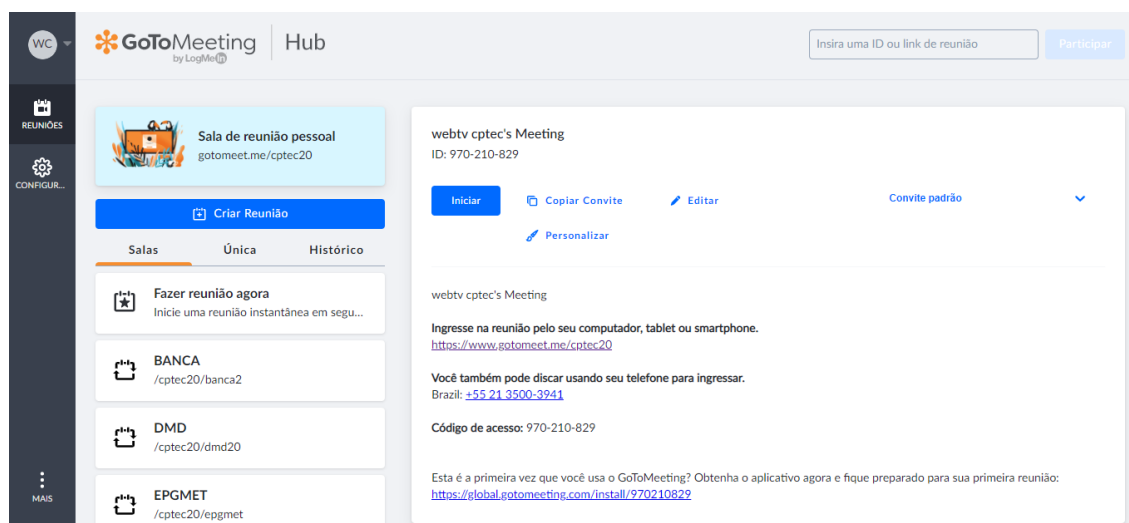 WC
GoToMeeting
by LogMeIn
Hub
Insira uma ID ou link de reunião
Participar
REUNIÕES
CONFIGUR...
MAIS
Sala de reunião pessoal
gotomeet.me/cptec20
Criar Reunião
Salas Única Histórico
Fazer reunião agora
Inicie uma reunião instantânea em segu...
BANCA
/cptec20/banca2
DMD
/cptec20/dmd20
EPGMET
/cptec20/epgmet
webtv cptec's Meeting
ID: 970-210-829
Iniciar Copiar Convite Editar Convite padrão
Personalizar
webtv cptec's Meeting
Ingresse na reunião pelo seu computador, tablet ou smartphone.
https://www.gotomeet.me/cptec20
Você também pode discar usando seu telefone para ingressar.
Brazil: +55 21 3500-3941
Código de acesso: 970-210-829
Esta é a primeira vez que você usa o GoToMeeting? Obtenha o aplicativo agora e fique preparado para sua primeira reunião:
https://global.gotomeeting.com/install/970210829